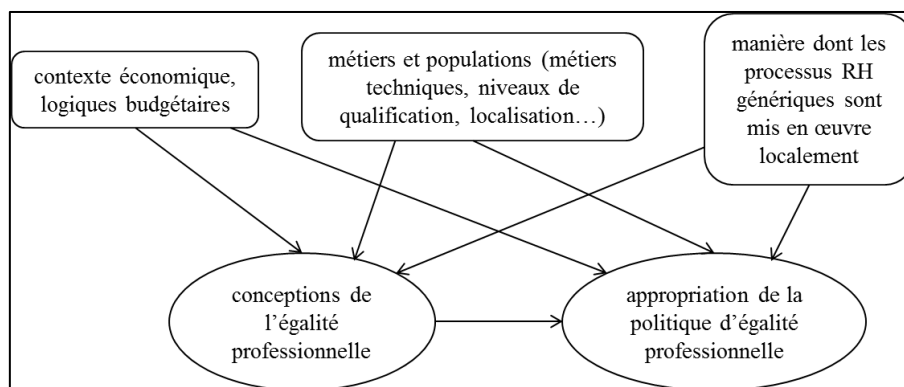 contexte économique,
logiques budgétaires
métiers et populations (métiers
techniques, niveaux de
qualification, localisation…)
manière dont les
processus RH
génériques sont
mis en œuvre
localement
conceptions de
l’égalité
professionnelle
appropriation de la
politique d’égalité
professionnelle